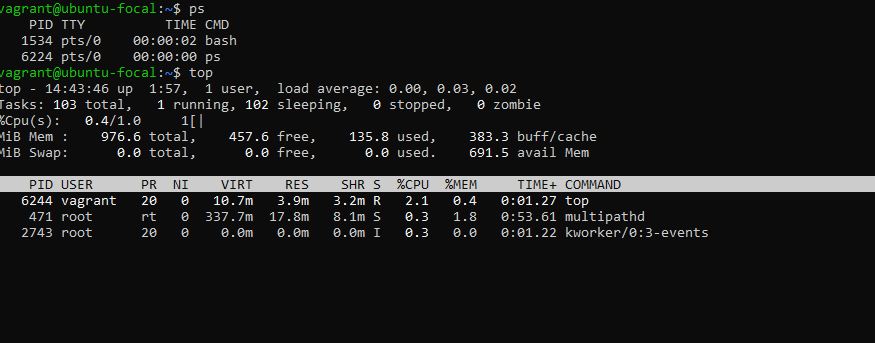 vagrant@ubuntu-focal:~$ ps
    PID TTY          TIME CMD
   1534 pts/0    00:00:02 bash
   6224 pts/0    00:00:00 ps
vagrant@ubuntu-focal:~$ top
top - 14:43:46 up  1:57,  1 user,  load average: 0.00, 0.03, 0.02
Tasks: 103 total,   1 running, 102 sleeping,   0 stopped,   0 zombie
%Cpu(s):   0.4/1.0     1[|
MiB Mem :    976.6 total,    457.6 free,    135.8 used,    383.3 buff/cache
MiB Swap:      0.0 total,      0.0 free,      0.0 used.    691.5 avail Mem
    PID USER      PR  NI    VIRT    RES    SHR S  %CPU  %MEM     TIME+ COMMAND
   6244 vagrant   20   0   10.7m   3.9m   3.2m R   2.1   0.4   0:01.27 top
    471 root      rt   0  337.7m  17.8m   8.1m S   0.3   1.8   0:53.61 multipathd
   2743 root      20   0    0.0m   0.0m   0.0m I   0.3   0.0   0:01.22 kworker/0:3-events